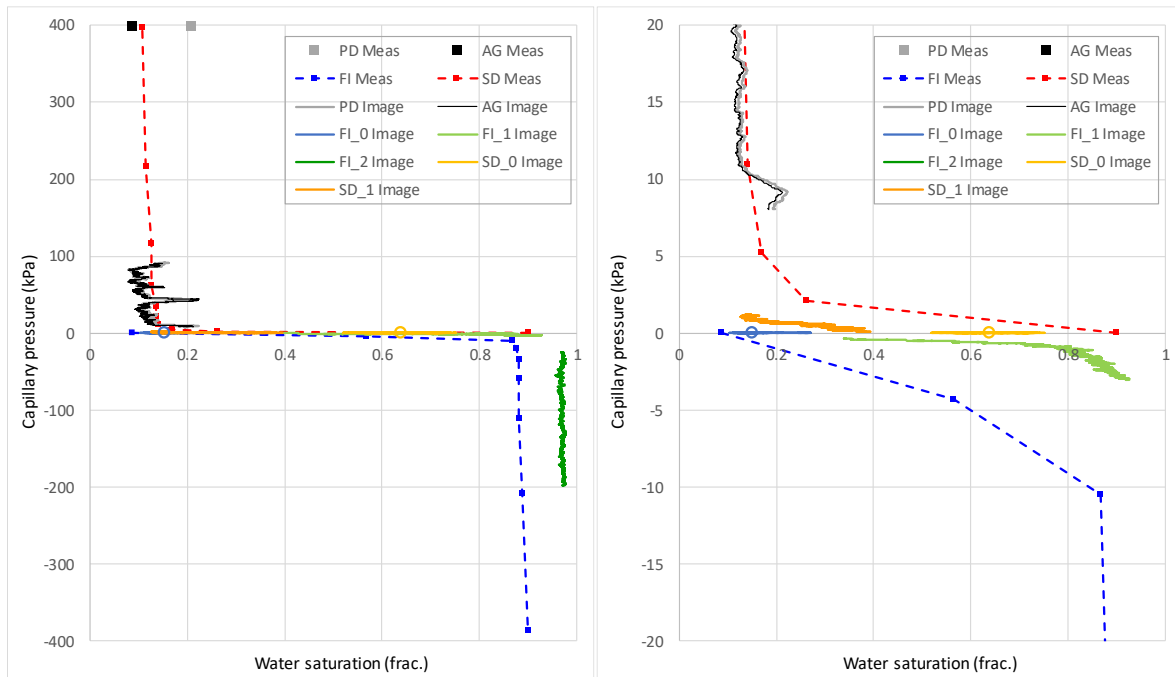 400
300
200
100
0
-100
-200
-300
-400
0
0.2
0.4
0.6
0.8
1
Capillary pressure (kPa)
Water saturation (frac.)
PD Meas AG Meas
FI Meas SD Meas
PD Image AG Image
FI_0 Image FI_1 Image
FI_2 Image SD_0 Image
SD_1 Image
20
15
10
5
0
-5
-10
-15
-20
0
0.2
0.4
0.6
0.8
1
Capillary pressure (kPa)
Water saturation (frac.)
PD Meas AG Meas
FI Meas SD Meas
PD Image AG Image
FI_0 Image FI_1 Image
FI_2 Image SD_0 Image
SD_1 Image